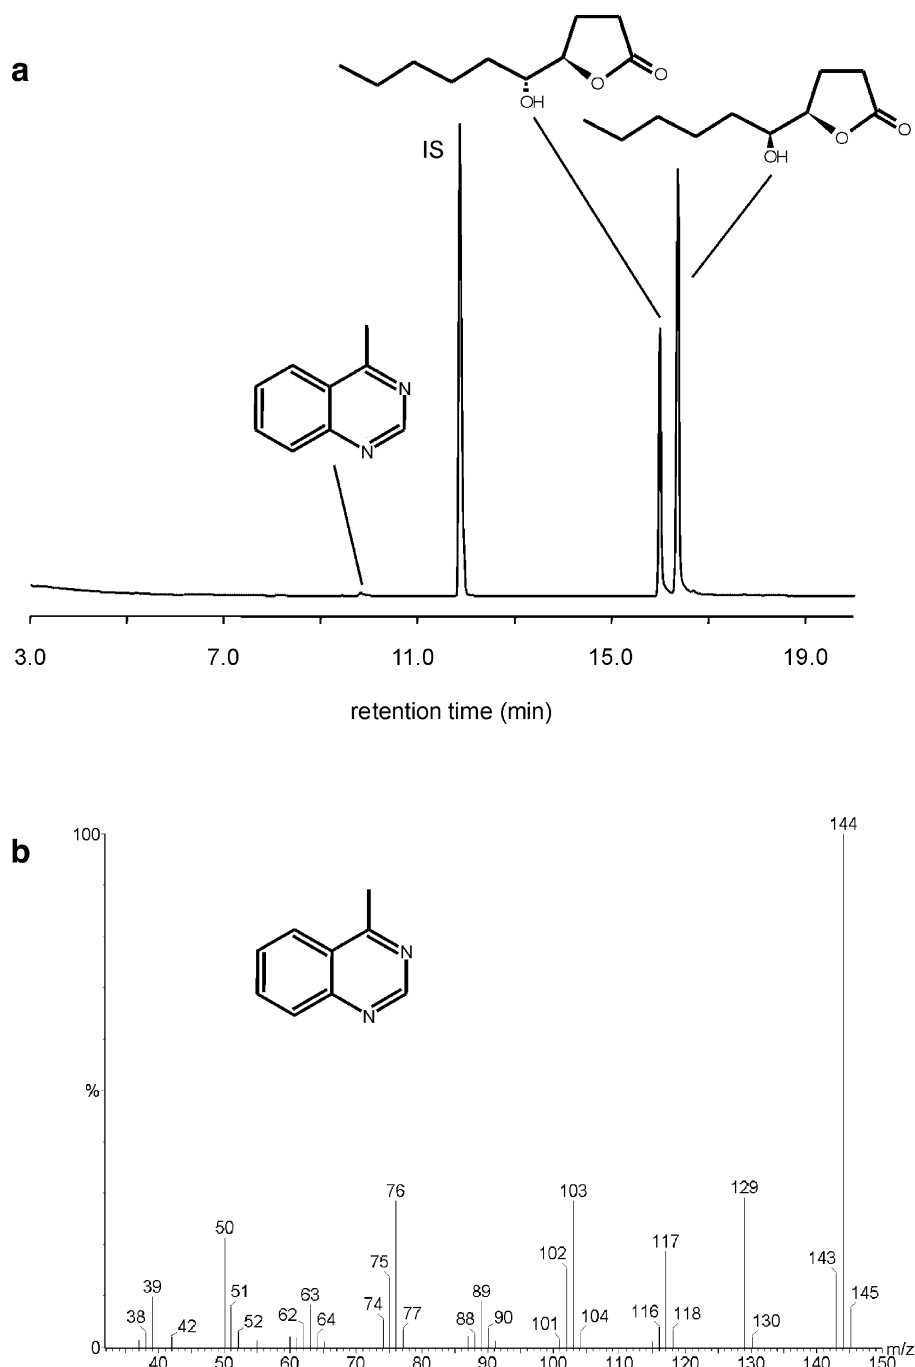 a
O
O
OH
O
O
OH
IS
N
N
3.0 7.0 11.0 15.0 19.0
retention time (min)
b
100
144
N
N
%
76 103 129
50
117
75 102 143
39 51 63 89 145
38 42 52 62 64 74 77 88 90 101 104 116 118 130
0
40 50 60 70 80 90 100 110 120 130 140 150 m/z